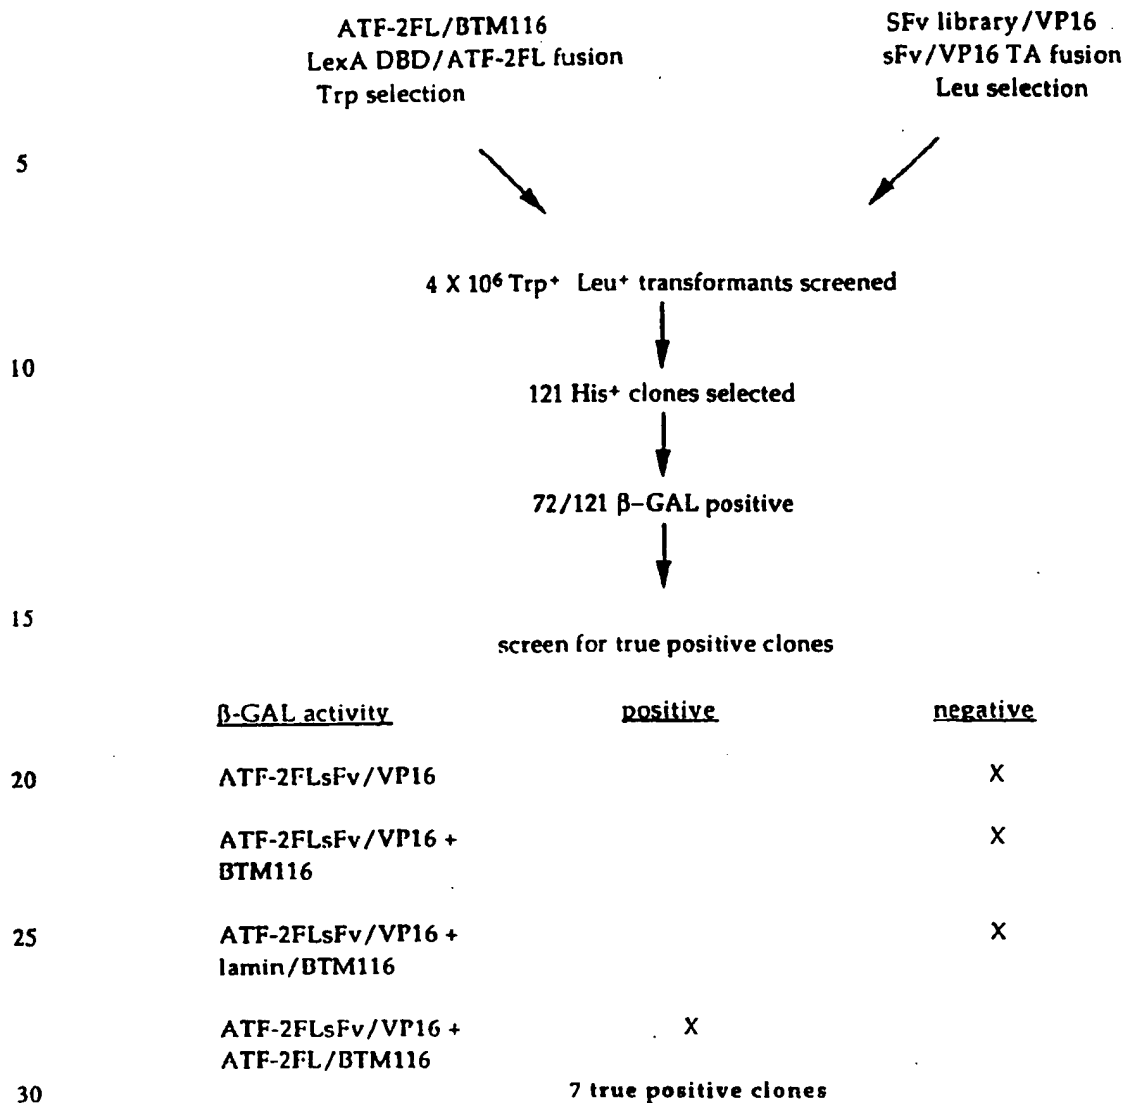 ATF-2FL/BTM116
LexA DBD/ATF-2FL fusion
Trp selection
SFv library/VP16
sFv/VP16 TA fusion
Leu selection
5
4 X 10⁶ Trp⁺ Leu⁺ transformants screened
10
121 His⁺ clones selected
72/121 β-GAL positive
15
screen for true positive clones
β-GAL activity positive negative
20 ATF-2FLsFv/VP16 X
ATF-2FLsFv/VP16 + X
BTM116
25 ATF-2FLsFv/VP16 + X
lamin/BTM116
ATF-2FLsFv/VP16 + X
ATF-2FL/BTM116
30 7 true positive clones